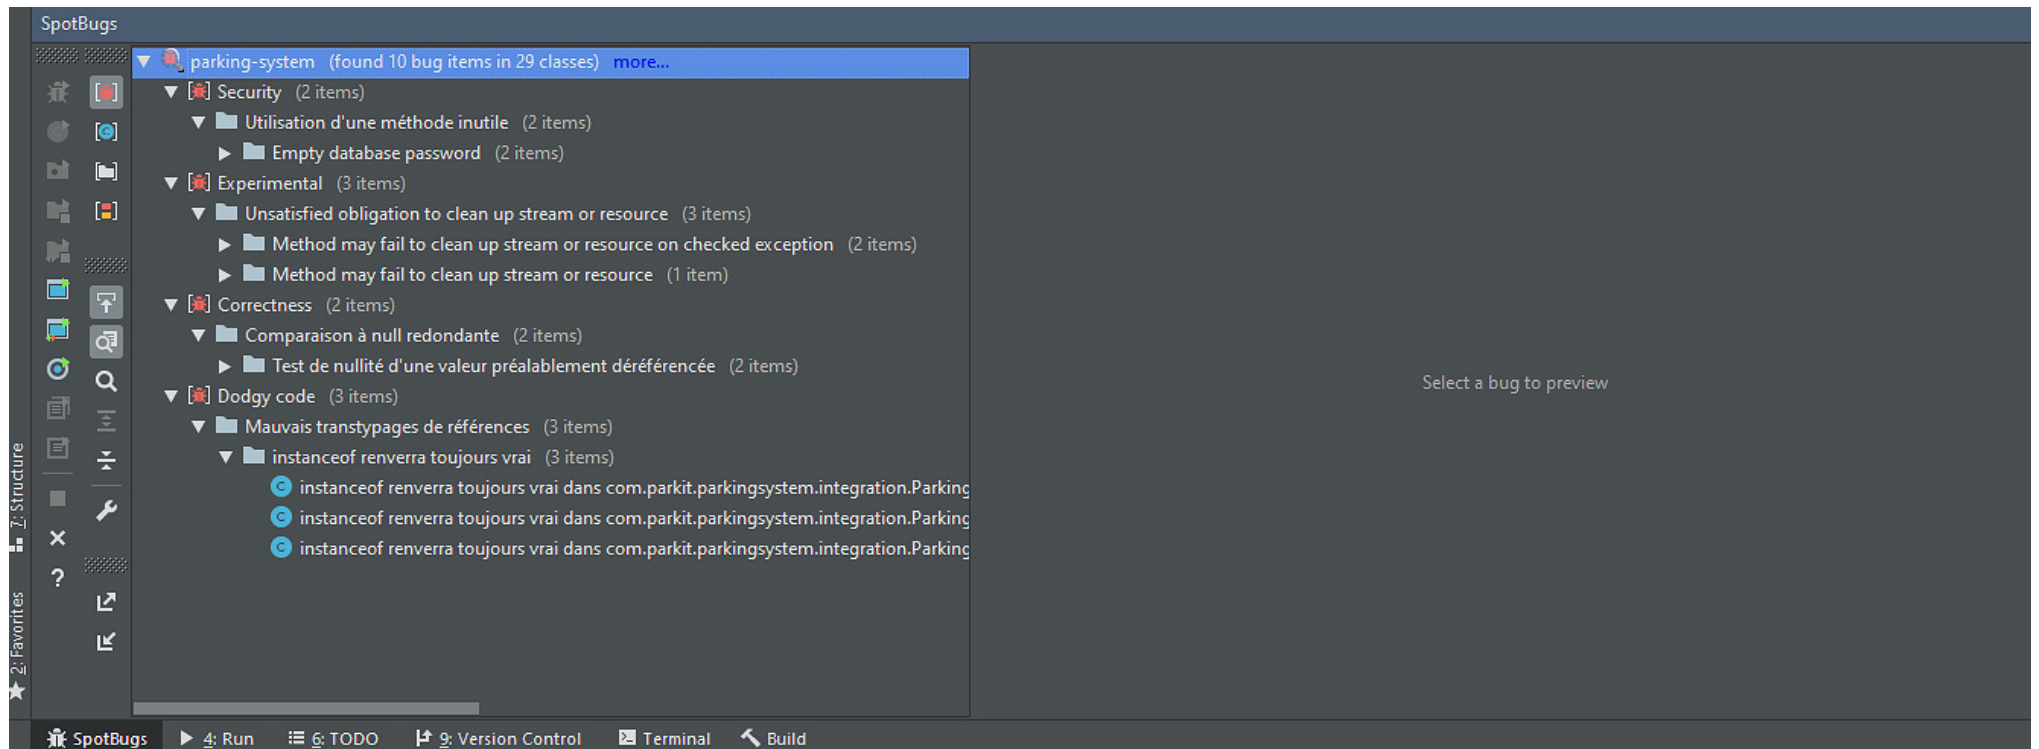 SpotBugs
parking-system (found 10 bug items in 29 classes) more...
Security (2 items)
Utilisation d'une méthode inutile (2 items)
Empty database password (2 items)
Experimental (3 items)
Unsatisfied obligation to clean up stream or resource (3 items)
Method may fail to clean up stream or resource on checked exception (2 items)
Method may fail to clean up stream or resource (1 item)
Correctness (2 items)
Comparaison à null redondante (2 items)
Test de nullité d'une valeur préalablement déréférencée (2 items)
Dodgy code (3 items)
Mauvais transtypages de références (3 items)
instanceof renverra toujours vrai (3 items)
instanceof renverra toujours vrai dans com.parkit.parkingsystem.integration.Parking
instanceof renverra toujours vrai dans com.parkit.parkingsystem.integration.Parking
instanceof renverra toujours vrai dans com.parkit.parkingsystem.integration.Parking
Select a bug to preview
7: Structure
2: Favorites
SpotBugs 4: Run 6: TODO 9: Version Control Terminal Build